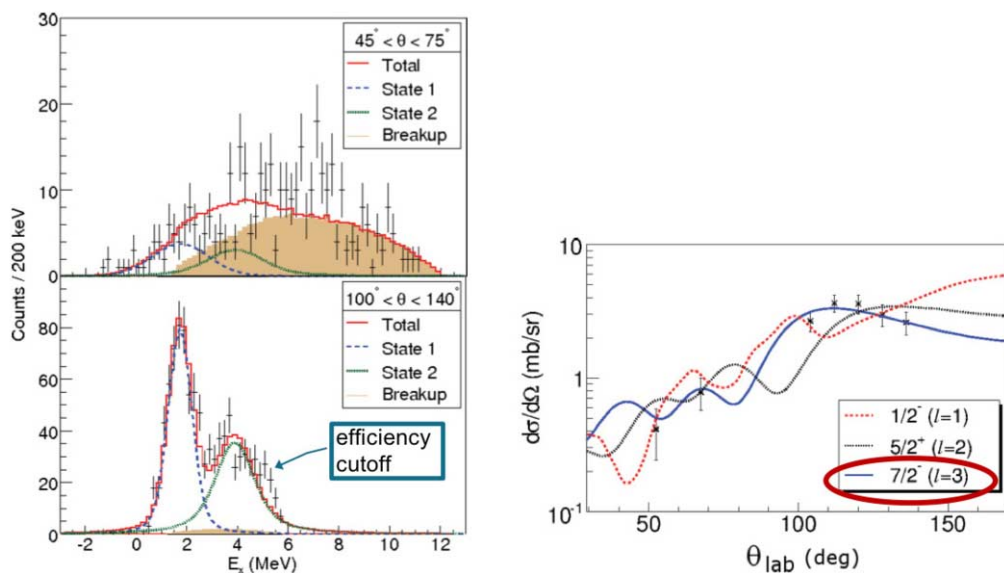 30
45° < θ < 75°
Total
State 1
State 2
Breakup
20
10
0
Counts / 200 keV
100° < θ < 140°
Total
State 1
State 2
Breakup
80
60
40
20
0
efficiency
cutoff
-2 0 2 4 6 8 10 12
E_x (MeV)
10
1
10⁻¹
dσ/dΩ (mb/sr)
1/2⁻ (l=1)
5/2⁺ (l=2)
7/2⁻ (l=3)
50 100 150
θ_lab (deg)